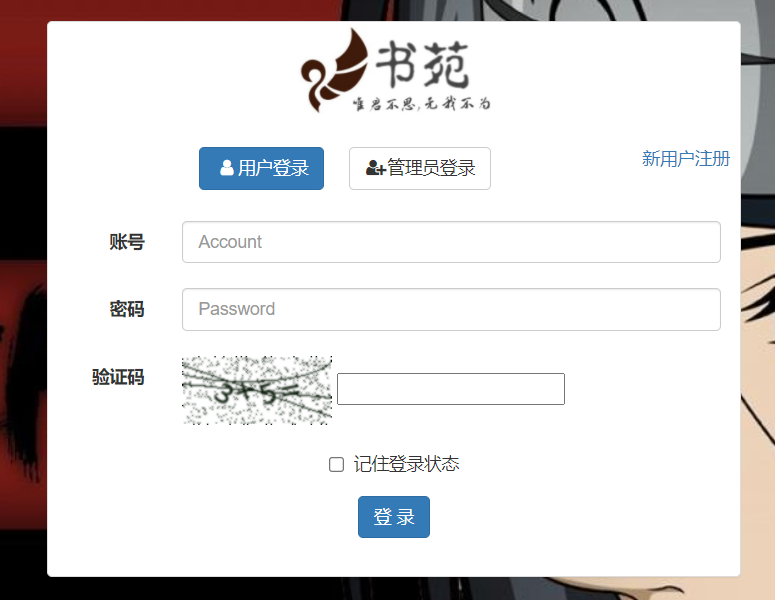 书苑
唯君不思,无我不为
用户登录 管理员登录 新用户注册
账号 Account
密码 Password
验证码 3+5=
记住登录状态
登 录